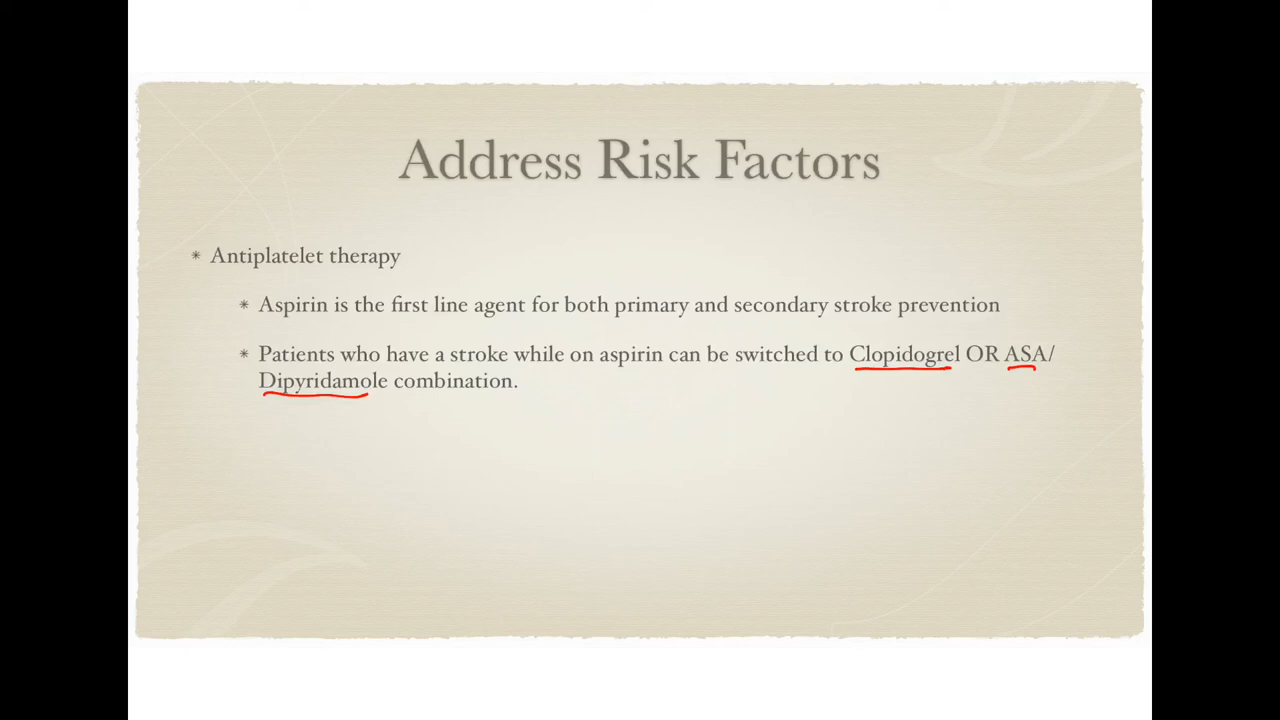 Address Risk Factors
* Antiplatelet therapy
* Aspirin is the first line agent for both primary and secondary stroke prevention
* Patients who have a stroke while on aspirin can be switched to Clopidogrel OR ASA/
Dipyridamole combination.